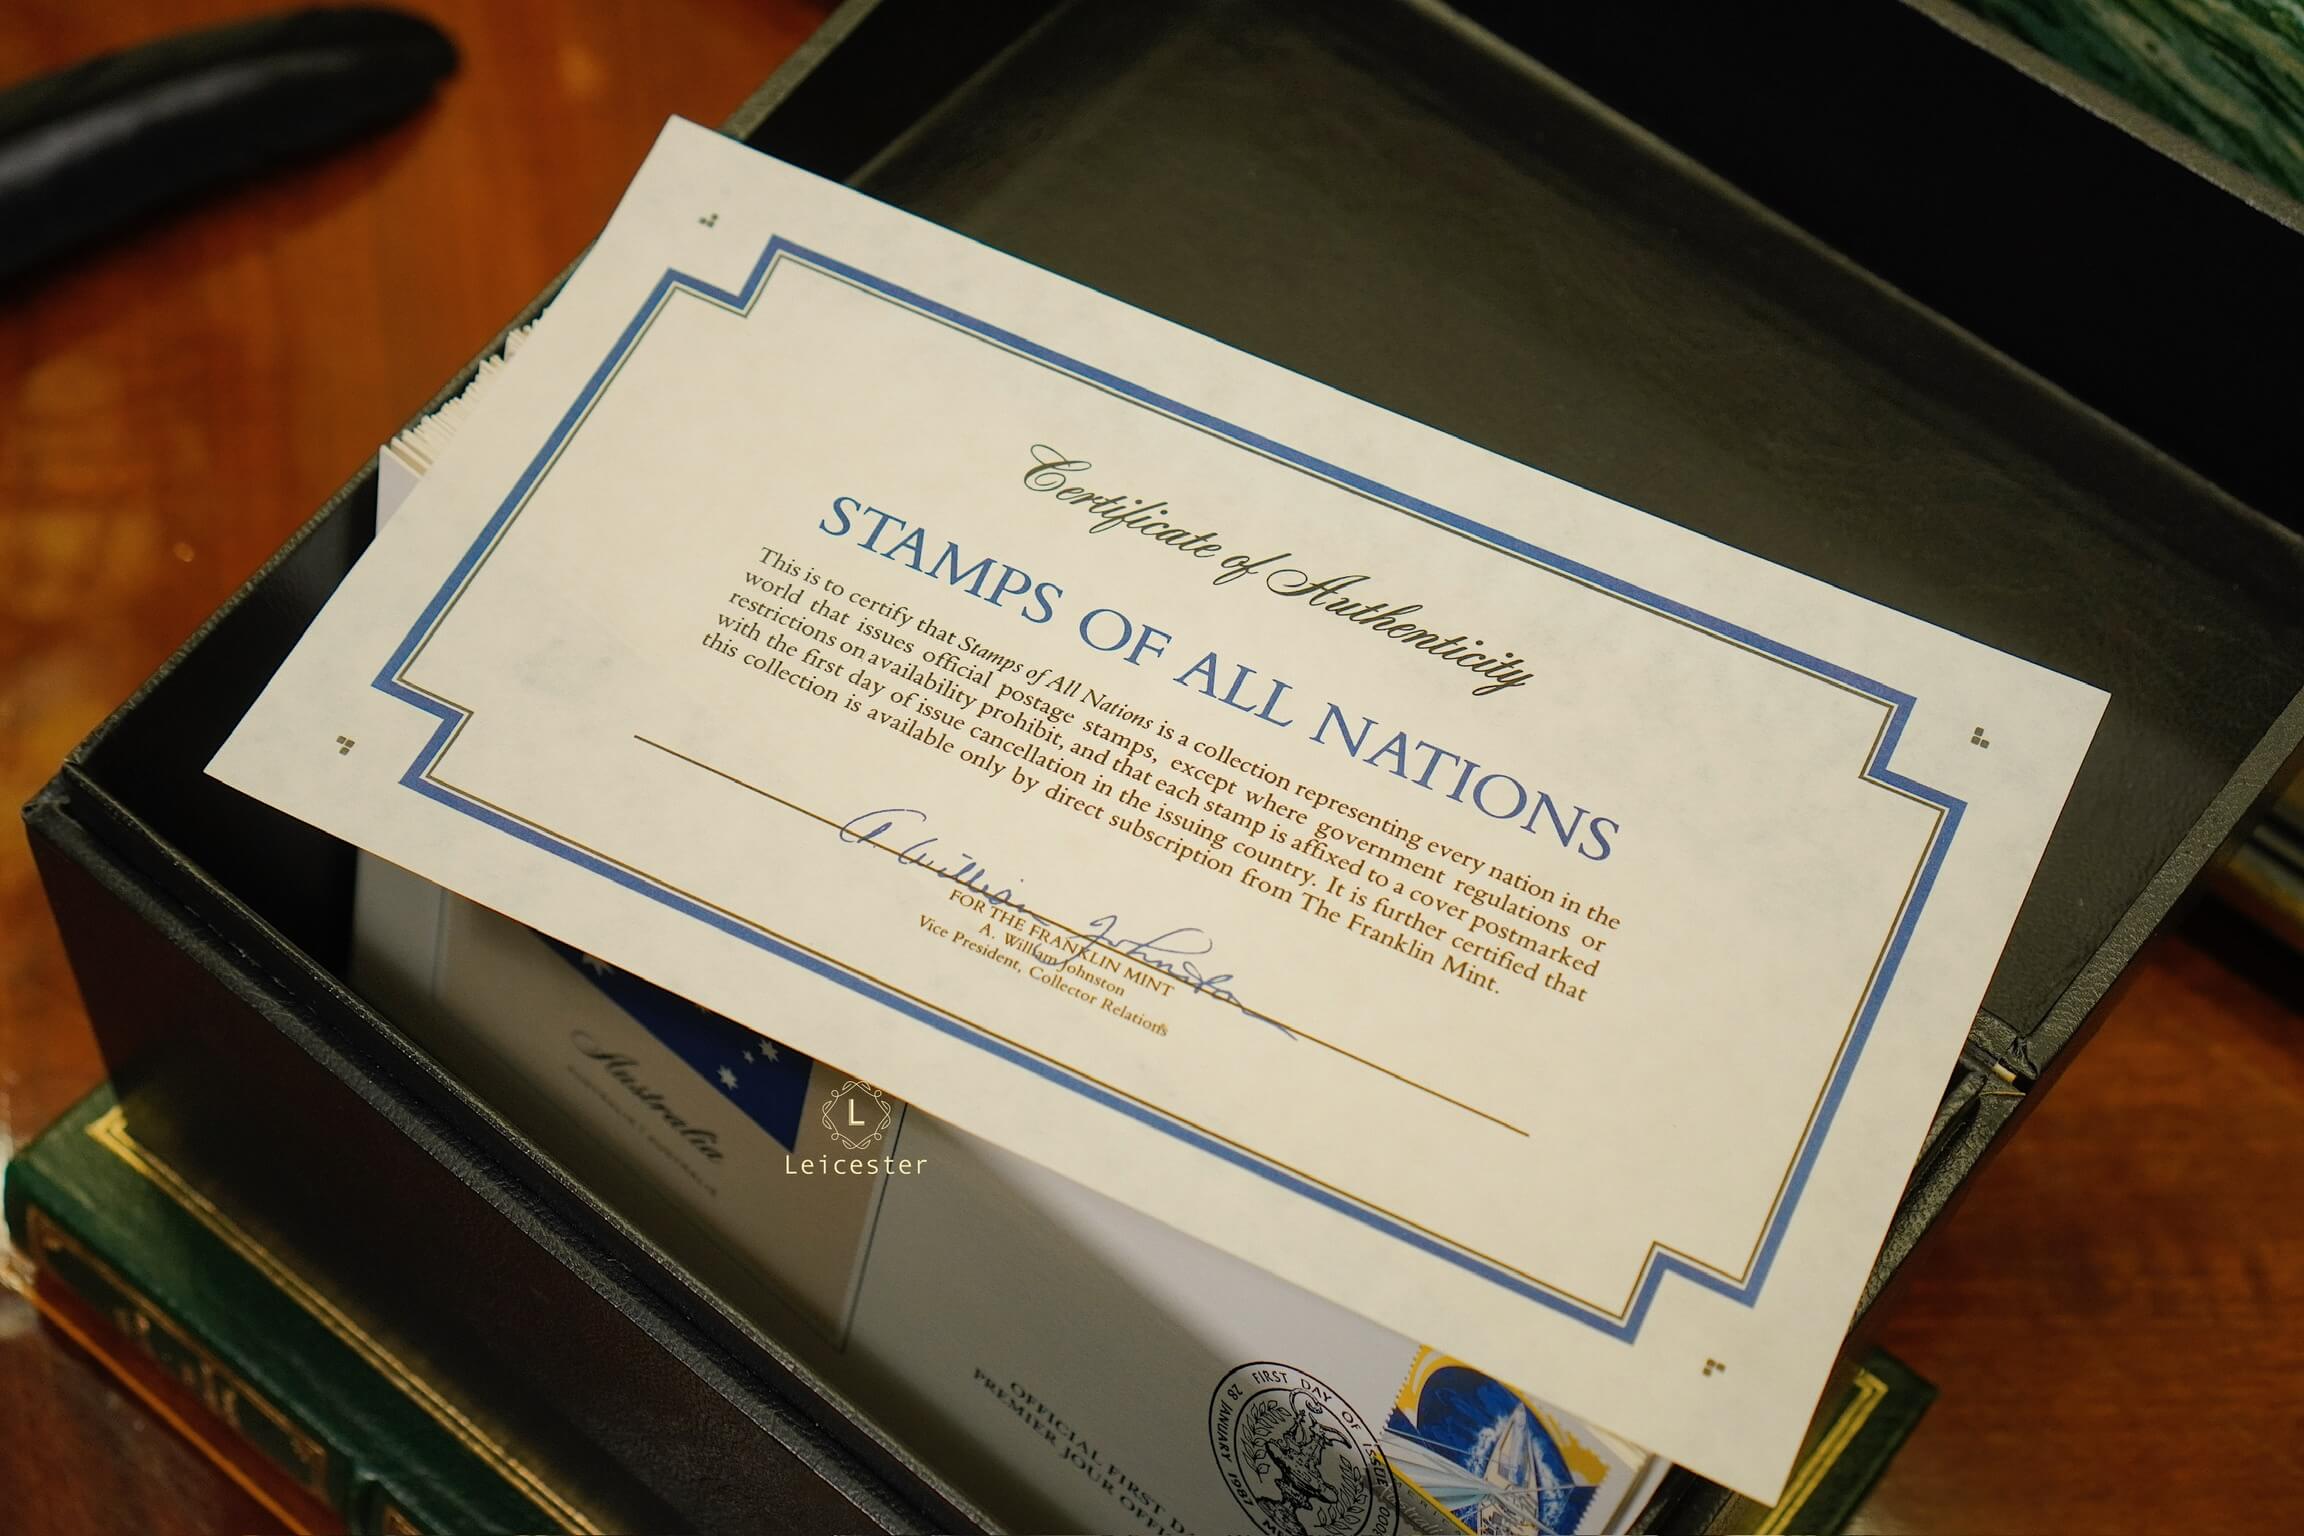 Certificate of Authenticity
STAMPS OF ALL NATIONS
This is to certify that Stamps of All Nations is a collection representing every nation in the
world that issues official postage stamps, except where government regulations or
restrictions on availability prohibit, and that each stamp is affixed to a cover postmarked
with the first day of issue cancellation in the issuing country. It is further certified that
this collection is available only by direct subscription from The Franklin Mint.
A. William Johnston
FOR THE FRANKLIN MINT
A. William Johnston
Vice President, Collector Relations
Australia
L
Leicester
OFFICIAL FIRST DA
PREMIER JOUR OFFI
28 JANUARY 1987
FIRST DAY OF ISSUE